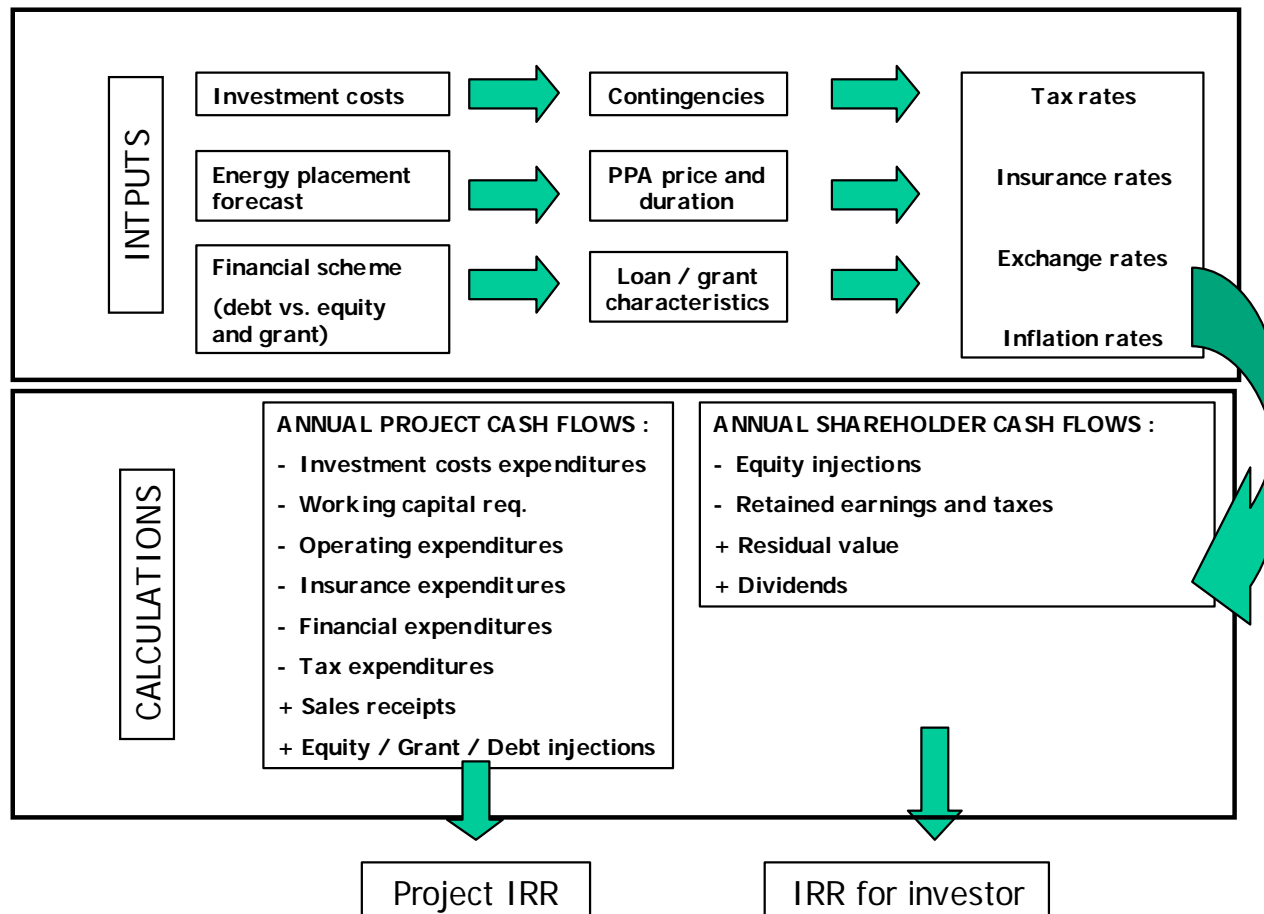 INTPUTS
Investment costs
Contingencies
Tax rates
Energy placement
forecast
PPA price and
duration
Insurance rates
Financial scheme
(debt vs. equity
and grant)
Loan / grant
characteristics
Exchange rates
Inflation rates
CALCULATIONS
ANNUAL PROJECT CASH FLOWS :
- Investment costs expenditures
- Working capital req.
- Operating expenditures
- Insurance expenditures
- Financial expenditures
- Tax expenditures
+ Sales receipts
+ Equity / Grant / Debt injections
ANNUAL SHAREHOLDER CASH FLOWS :
- Equity injections
- Retained earnings and taxes
+ Residual value
+ Dividends
Project IRR
IRR for investor